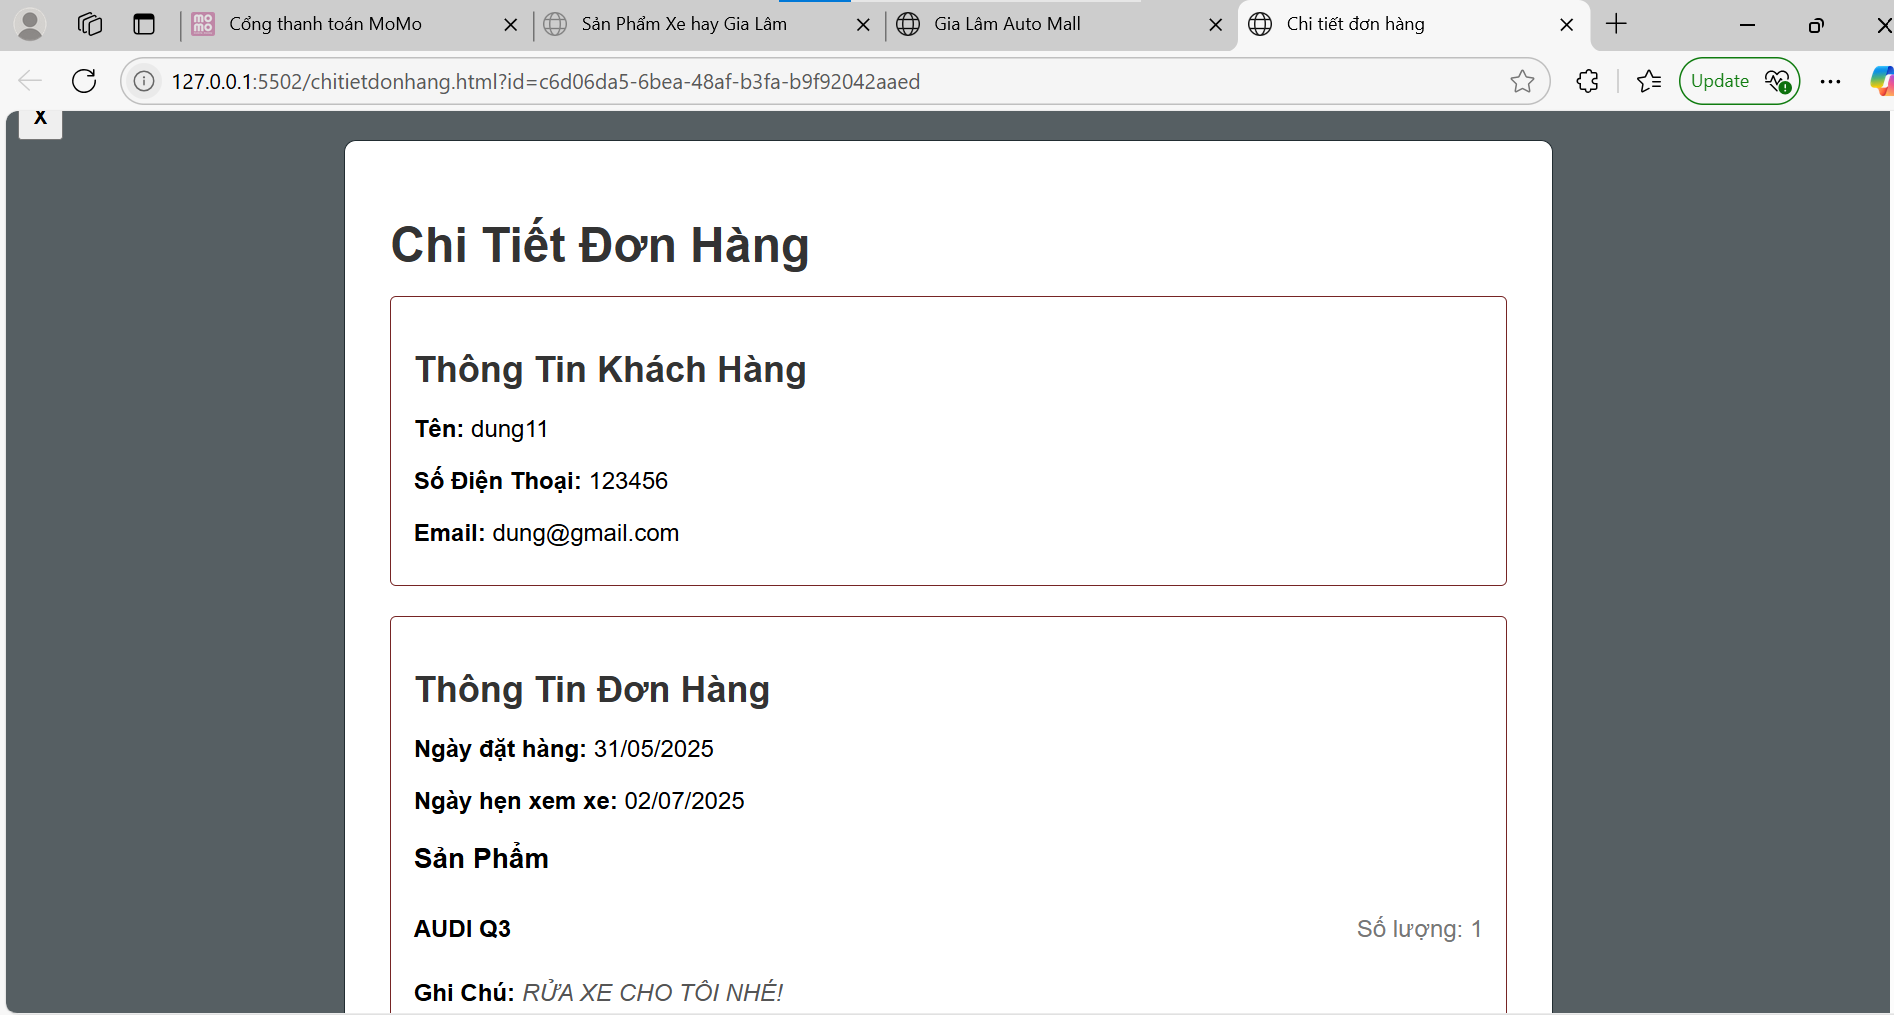 mo
mo
Cổng thanh toán MoMo
Sản Phẩm Xe hay Gia Lâm
Gia Lâm Auto Mall
Chi tiết đơn hàng
127.0.0.1:5502/chitietdonhang.html?id=c6d06da5-6bea-48af-b3fa-b9f92042aaed
Update
X
Chi Tiết Đơn Hàng
Thông Tin Khách Hàng
Tên: dung11
Số Điện Thoại: 123456
Email: dung@gmail.com
Thông Tin Đơn Hàng
Ngày đặt hàng: 31/05/2025
Ngày hẹn xem xe: 02/07/2025
Sản Phẩm
AUDI Q3
Số lượng: 1
Ghi Chú: RỬA XE CHO TÔI NHÉ!